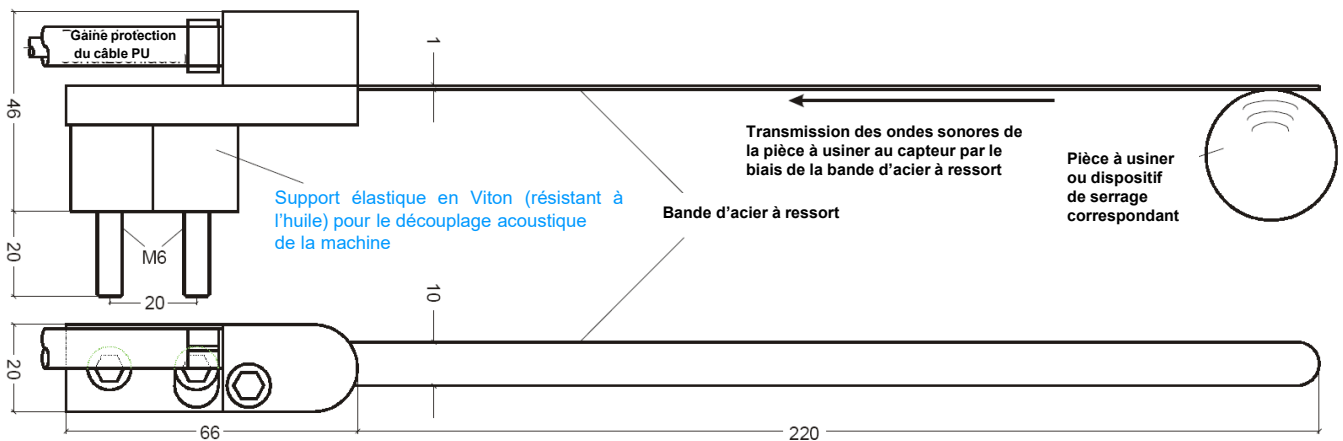 Gaine protection
du câble PU
1
46
Transmission des ondes sonores de
la pièce à usiner au capteur par le
biais de la bande d’acier à ressort
Pièce à usiner
ou dispositif
de serrage
correspondant
Support élastique en Viton (résistant à
l’huile) pour le découplage acoustique
de la machine
Bande d’acier à ressort
20
M6
20
10
20
66
220